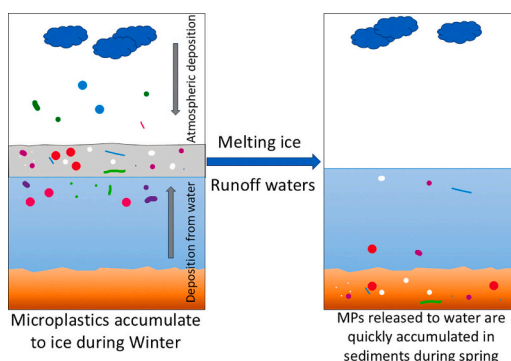 Atmospheric deposition
Melting ice
Runoff waters
Deposition from water
Microplastics accumulate
to ice during Winter
MPs released to water are
quickly accumulated in
sediments during spring